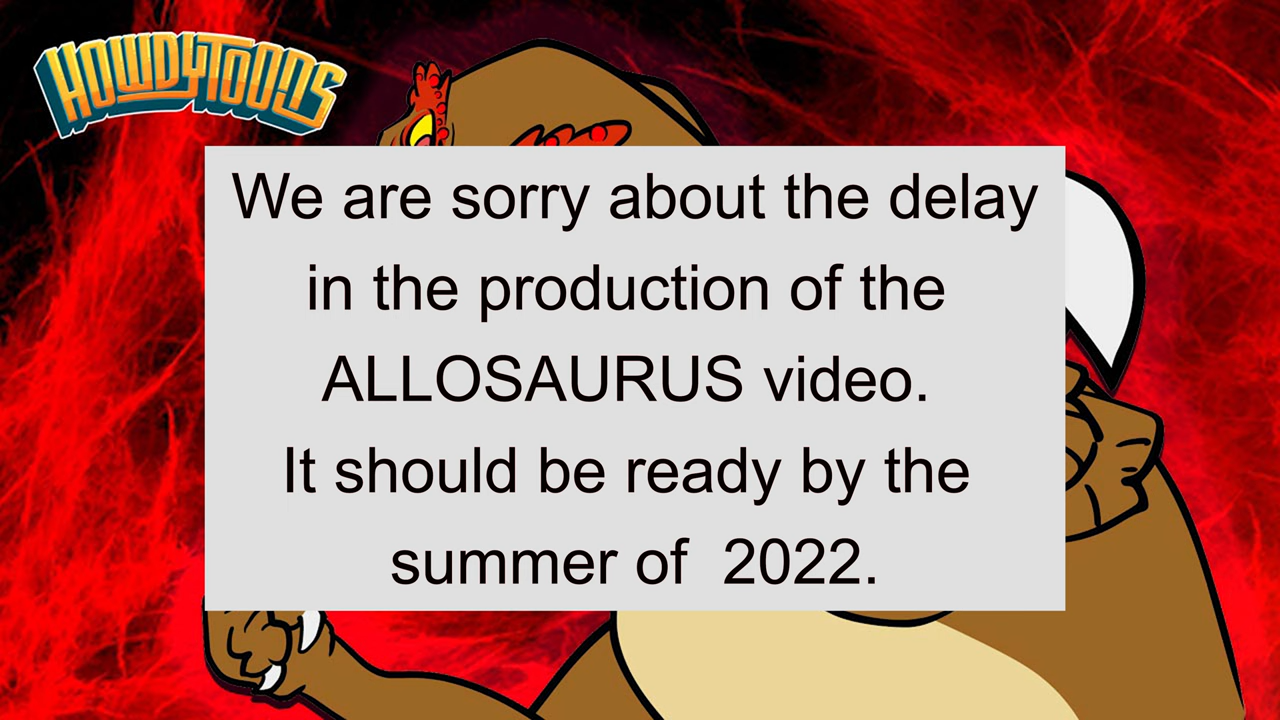 HOWDYTOONS
We are sorry about the delay
in the production of the
ALLOSAURUS video.
It should be ready by the
summer of  2022.